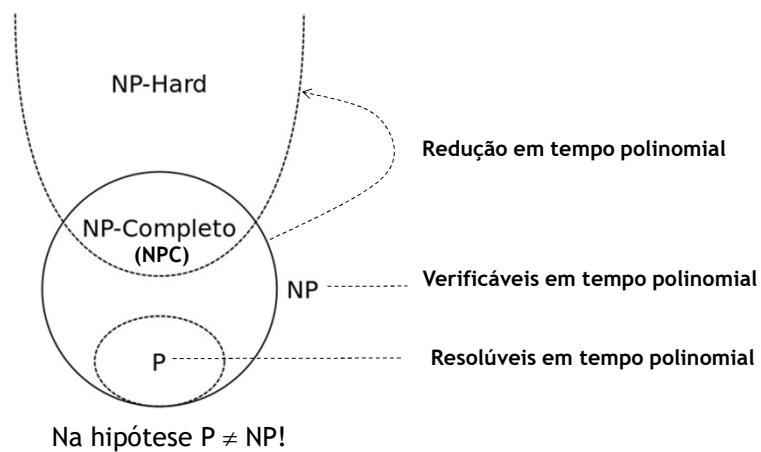 NP-Hard
Redução em tempo polinomial
NP-Completo
(NPC)
NP
Verificáveis em tempo polinomial
P
Resolúveis em tempo polinomial
Na hipótese P ≠ NP!